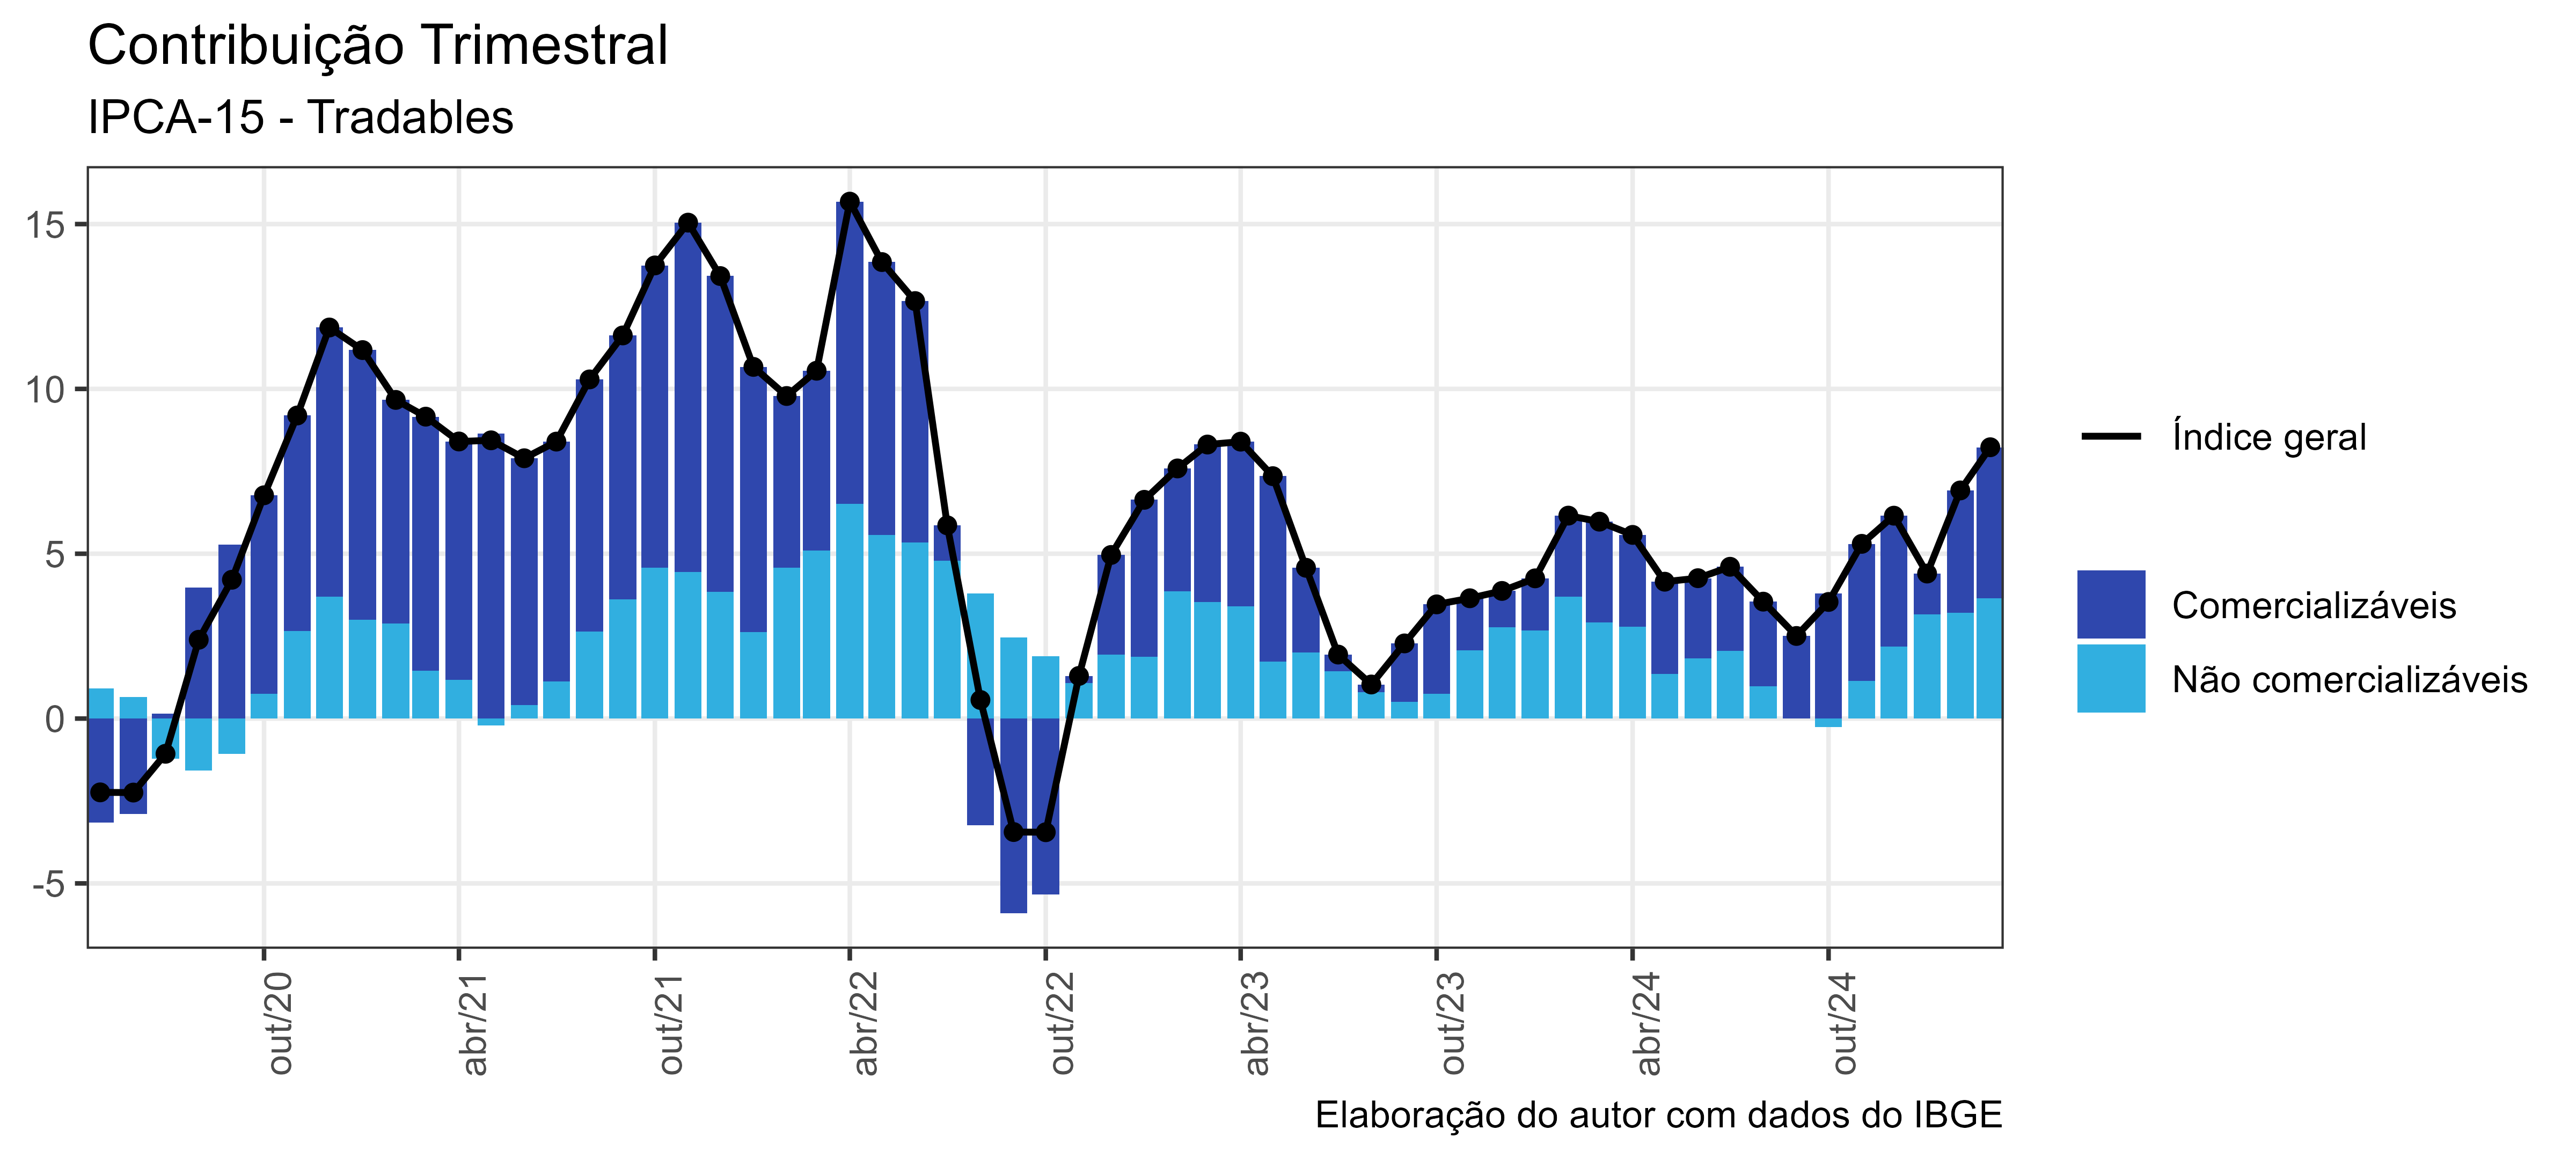 Contribuição Trimestral
IPCA-15 - Tradables
15
10
5
0
-5
out/20
abr/21
out/21
abr/22
out/22
abr/23
out/23
abr/24
out/24
Índice geral
Comercializáveis
Não comercializáveis
Elaboração do autor com dados do IBGE